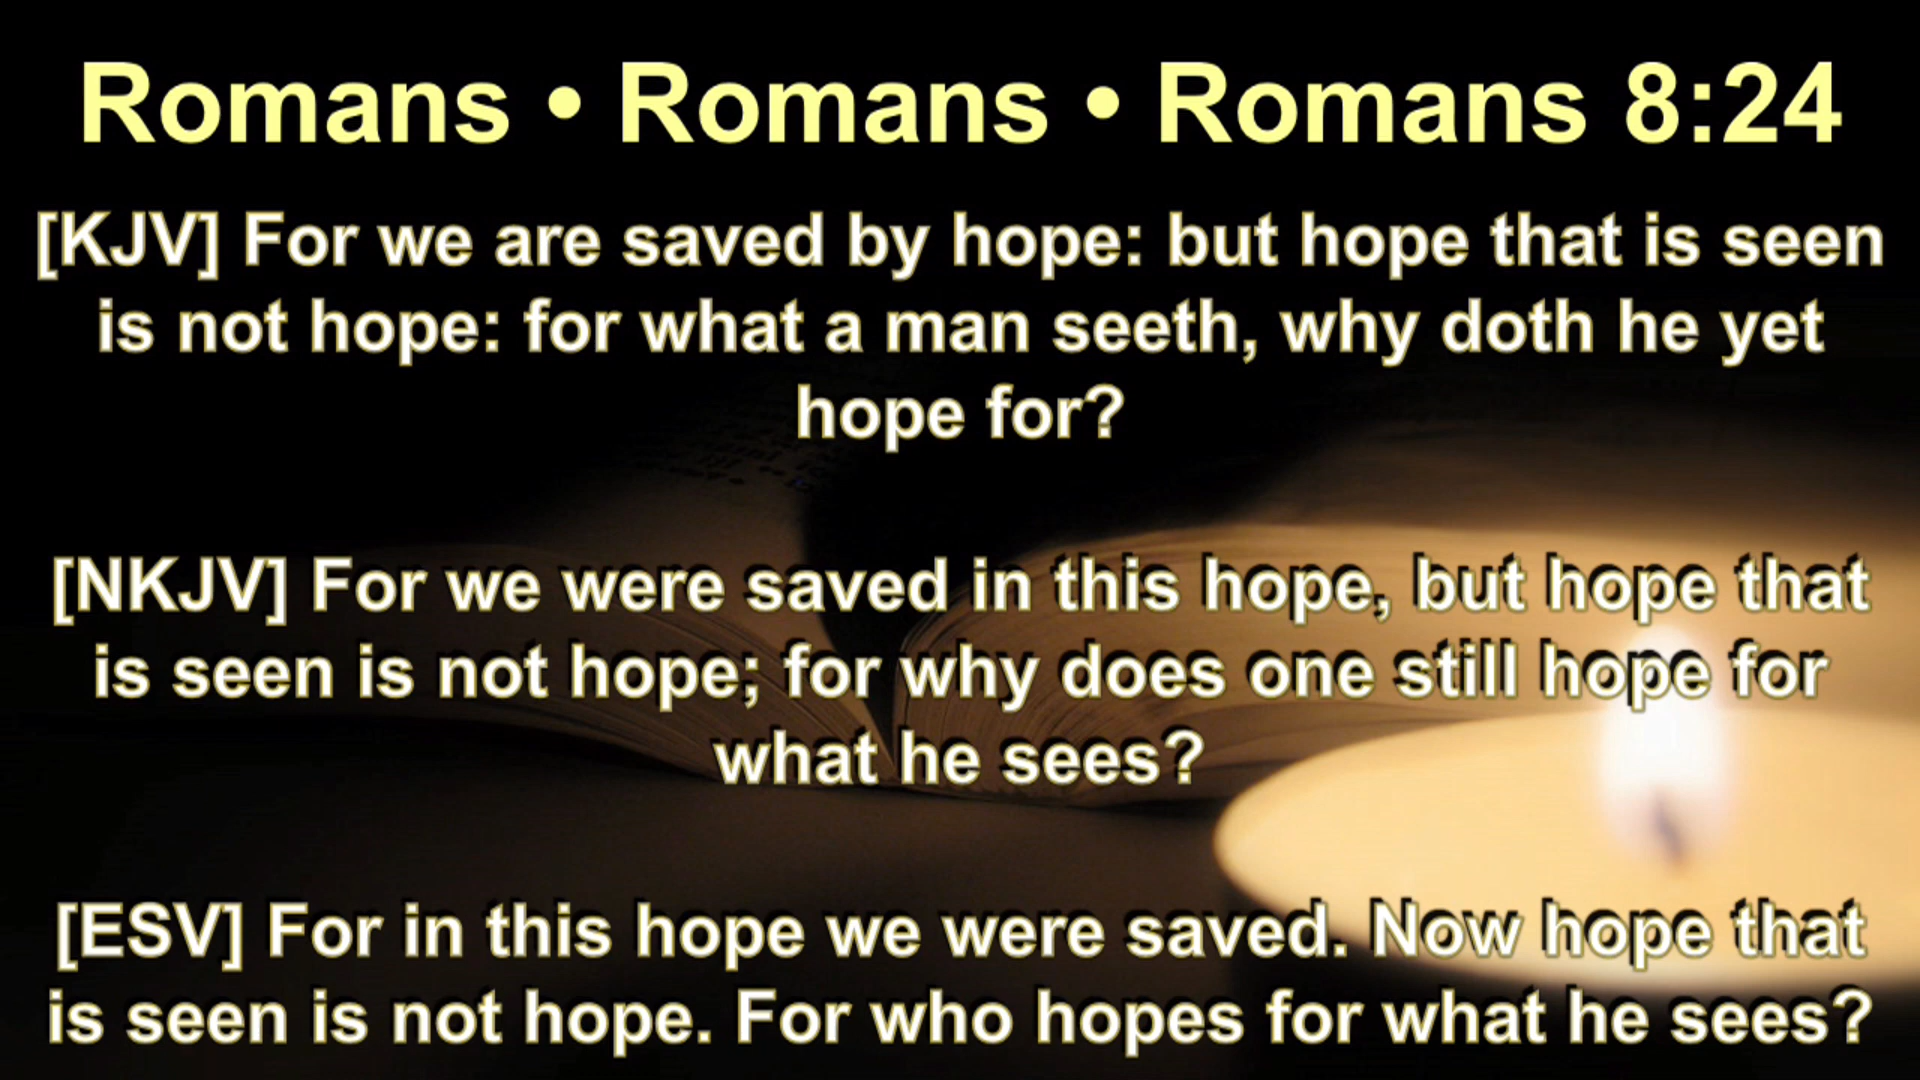 Romans • Romans • Romans 8:24
[KJV] For we are saved by hope: but hope that is seen
is not hope: for what a man seeth, why doth he yet
hope for?
[NKJV] For we were saved in this hope, but hope that
is seen is not hope; for why does one still hope for
what he sees?
[ESV] For in this hope we were saved. Now hope that
is seen is not hope. For who hopes for what he sees?